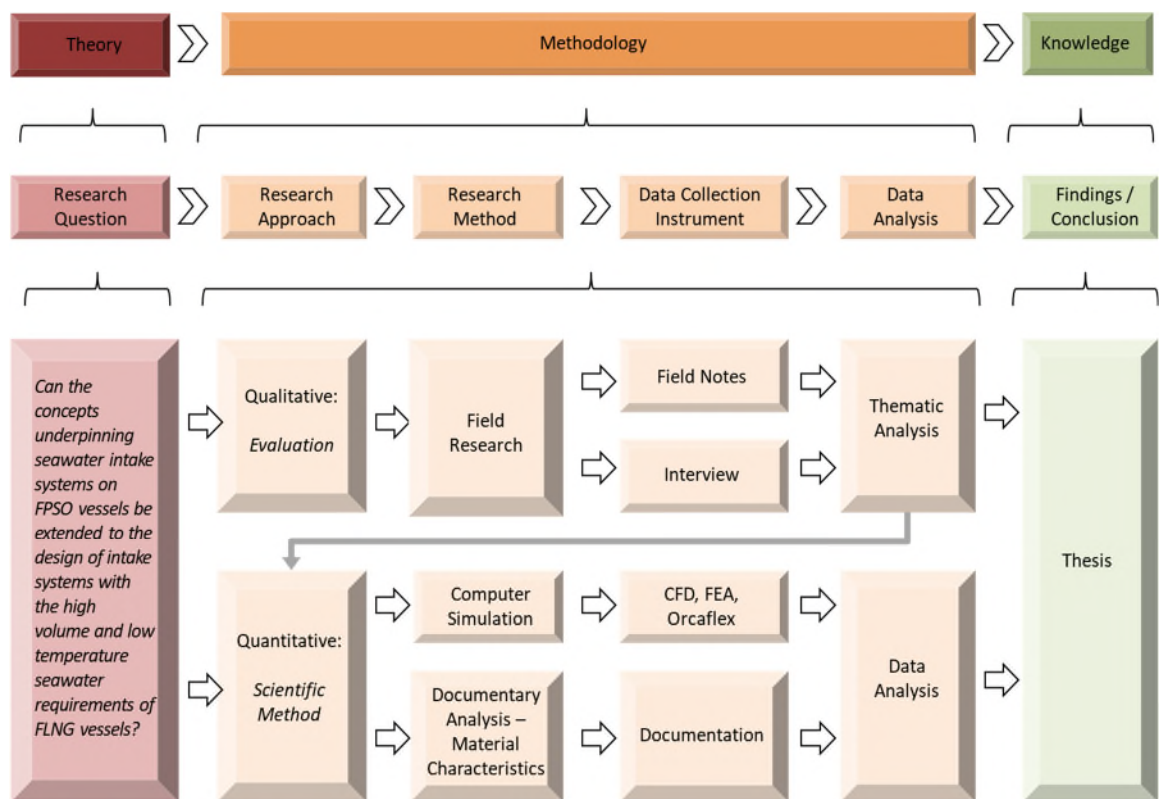 Theory
Methodology
Knowledge
Research
Question
Research
Approach
Research
Method
Data Collection
Instrument
Data
Analysis
Findings /
Conclusion
Can the
concepts
underpinning
seawater intake
systems on
FPSO vessels be
extended to the
design of intake
systems with
the high
volume and low
temperature
seawater
requirements of
FLNG vessels?
Qualitative:
Evaluation
Field
Research
Field Notes
Interview
Thematic
Analysis
Quantitative:
Scientific
Method
Computer
Simulation
CFD, FEA,
Orcaflex
Documentary
Analysis –
Material
Characteristics
Documentation
Data
Analysis
Thesis